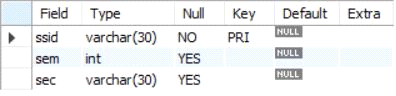 Field Type Null Key Default Extra
ssid varchar(30) NO PRI NULL
sem int YES NULL
sec varchar(30) YES NULL